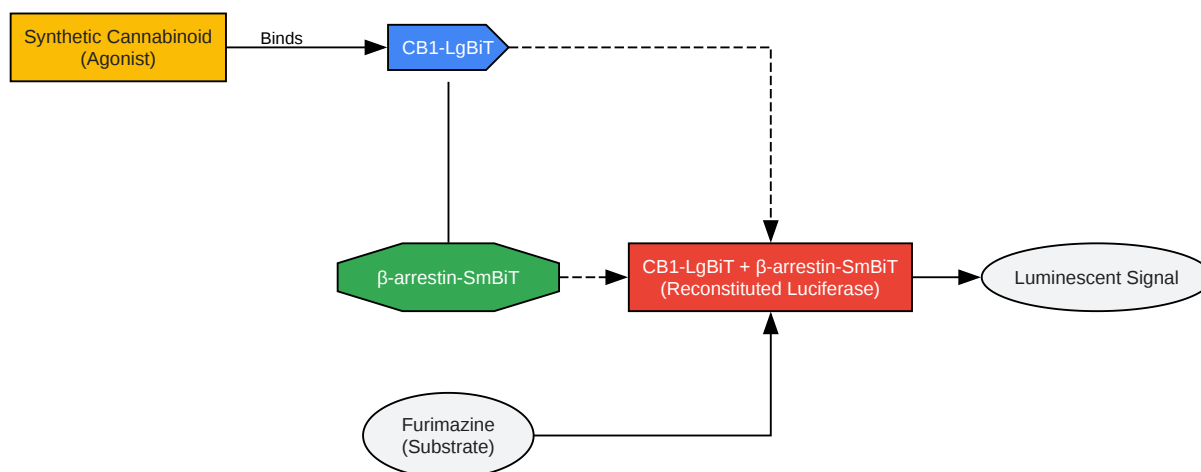 Synthetic Cannabinoid
(Agonist)
Binds
CB1-LgBiT
β-arrestin-SmBiT
CB1-LgBiT + β-arrestin-SmBiT
(Reconstituted Luciferase)
Luminescent Signal
Furimazine
(Substrate)